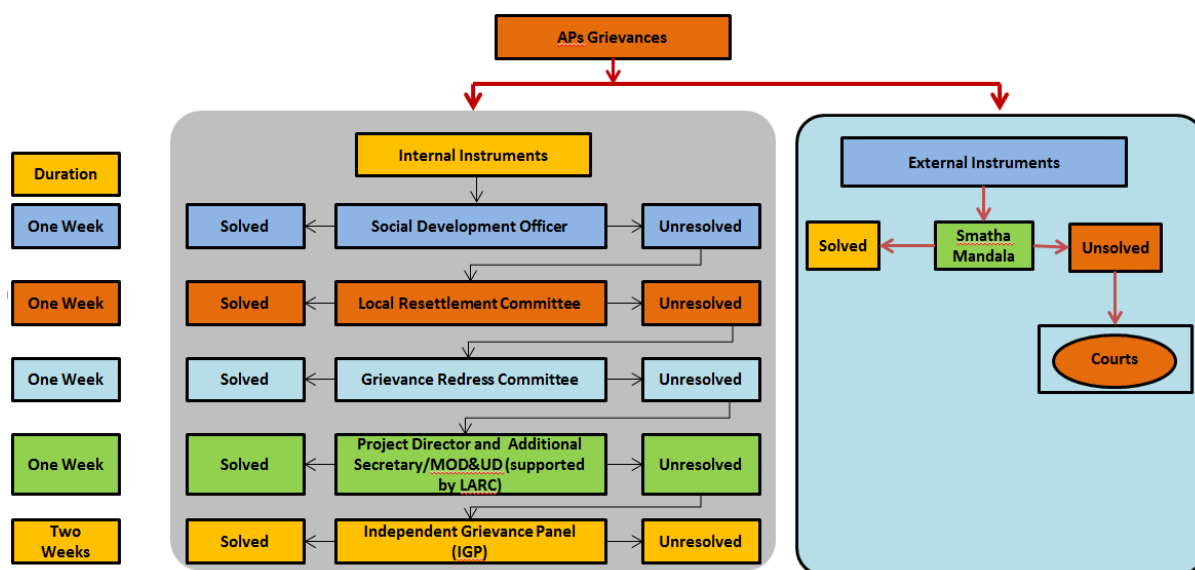 APs Grievances
Internal Instruments
External Instruments
Duration
One Week
Solved
Social Development Officer
Unresolved
Solved
Smatha
Mandala
Unsolved
One Week
Solved
Local Resettlement Committee
Unresolved
Courts
One Week
Solved
Grievance Redress Committee
Unresolved
One Week
Solved
Project Director and Additional
Secretary/MOD&UD (supported
by LARC)
Unresolved
Two
Weeks
Solved
Independent Grievance Panel
(IGP)
Unresolved